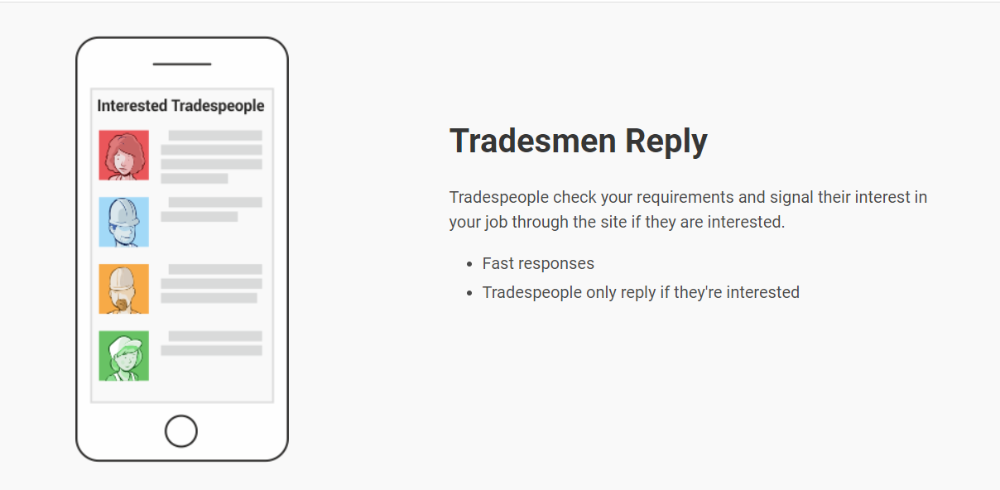 Interested Tradespeople
Tradesmen Reply
Tradespeople check your requirements and signal their interest in
your job through the site if they are interested.
Fast responses
Tradespeople only reply if they're interested